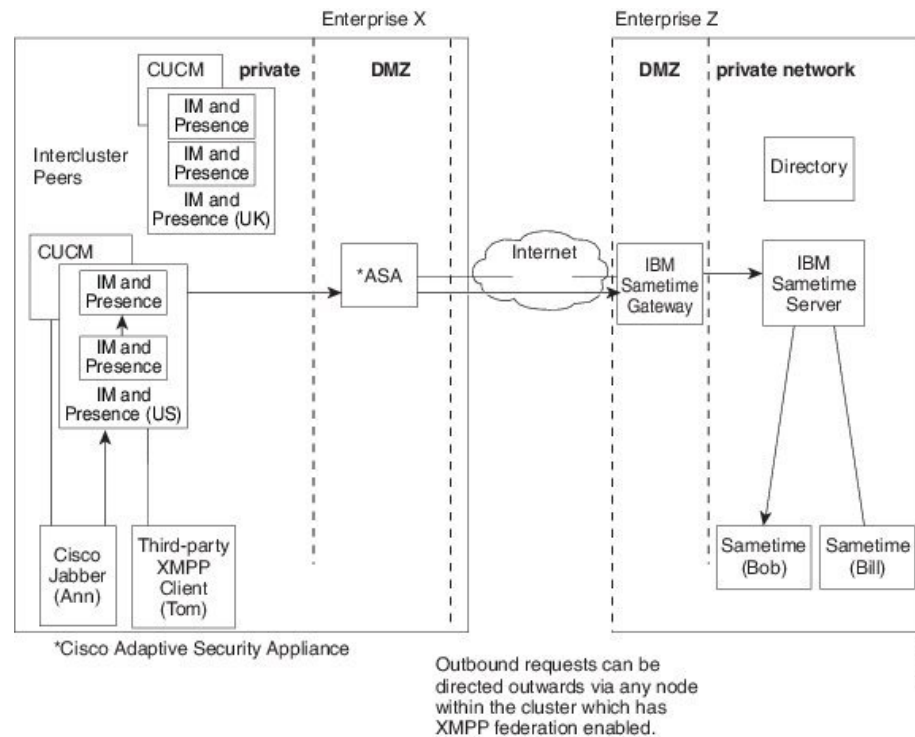 Enterprise X
Enterprise Z
CUCM
private
DMZ
DMZ
private network
IM and
Presence
IM and
Presence
IM and
Presence (UK)
Intercluster
Peers
Directory
CUCM
IM and
Presence
IM and
Presence
IM and
Presence (US)
*ASA
Internet
IBM
Sametime
Gateway
IBM
Sametime
Server
Cisco
Jabber
(Ann)
Third-party
XMPP
Client
(Tom)
Sametime
(Bob)
Sametime
(Bill)
*Cisco Adaptive Security Appliance
Outbound requests can be
directed outwards via any node
within the cluster which has
XMPP federation enabled.